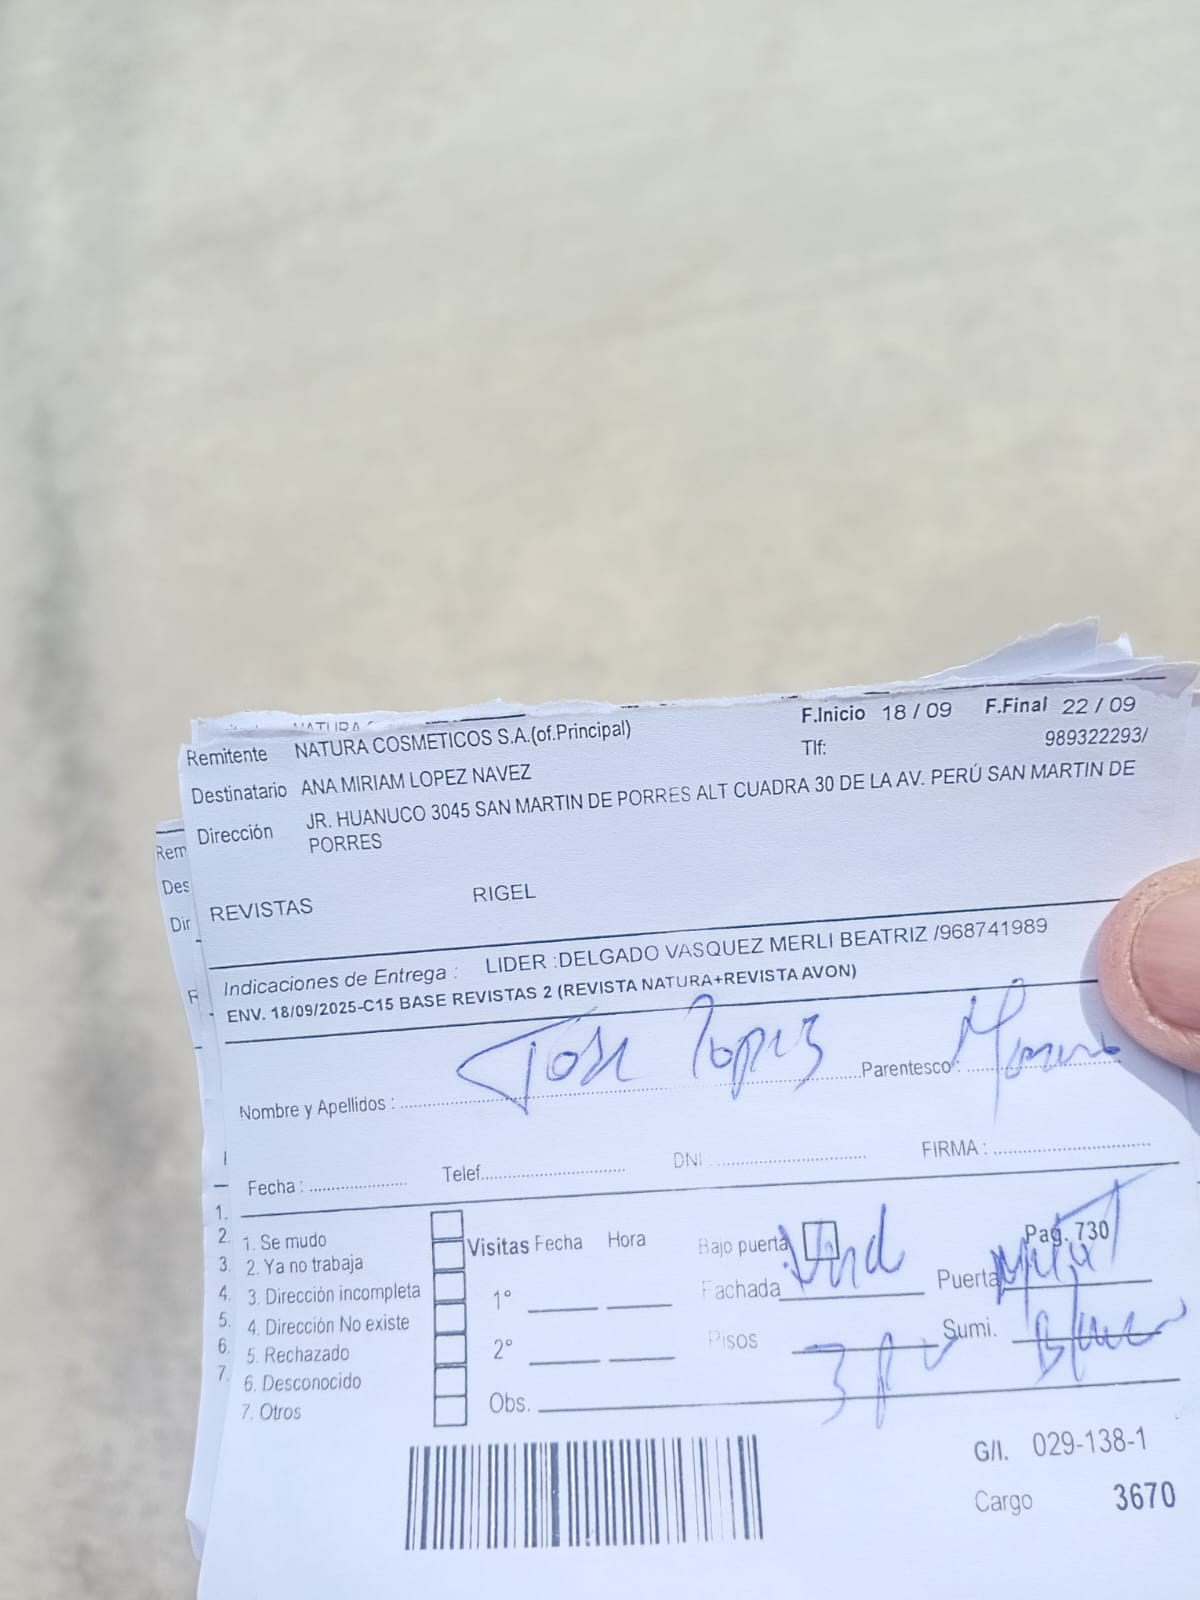 NATURA
Remitente NATURA COSMETICOS S.A.(of.Principal) F.Inicio 18 / 09 F.Final 22 / 09
Destinatario ANA MIRIAM LOPEZ NAVEZ Tlf: 989322293/
Dirección JR. HUANUCO 3045 SAN MARTIN DE PORRES ALT CUADRA 30 DE LA AV. PERÚ SAN MARTIN DE
PORRES
Rem
Des
Dir
REVISTAS RIGEL
Indicaciones de Entrega : LIDER :DELGADO VASQUEZ MERLI BEATRIZ /968741989
ENV. 18/09/2025-C15 BASE REVISTAS 2 (REVISTA NATURA+REVISTA AVON)
Nombre y Apellidos : Jose Lopez Parentesco :
Fecha : Telef. DNI : FIRMA :
1.
2. 1. Se mudo Visitas Fecha Hora Bajo puerta Pag. 730
3. 2. Ya no trabaja Fachada Puerta
4. 3. Dirección incompleta 1°
5. 4. Dirección No existe Pisos 3 Sumi.
6. 5. Rechazado 2°
7. 6. Desconocido
7. Otros Obs.
G/I. 029-138-1
Cargo 3670